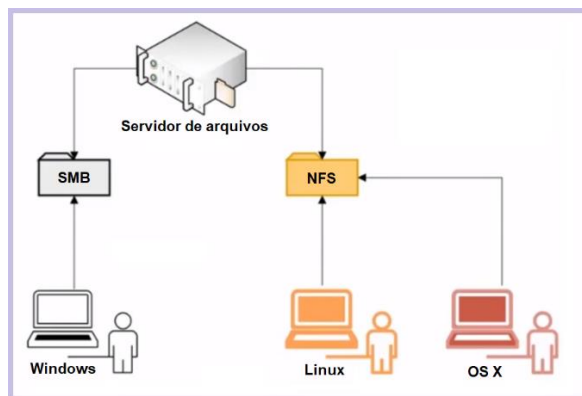 Servidor de arquivos
SMB
NFS
Windows
Linux
OS X